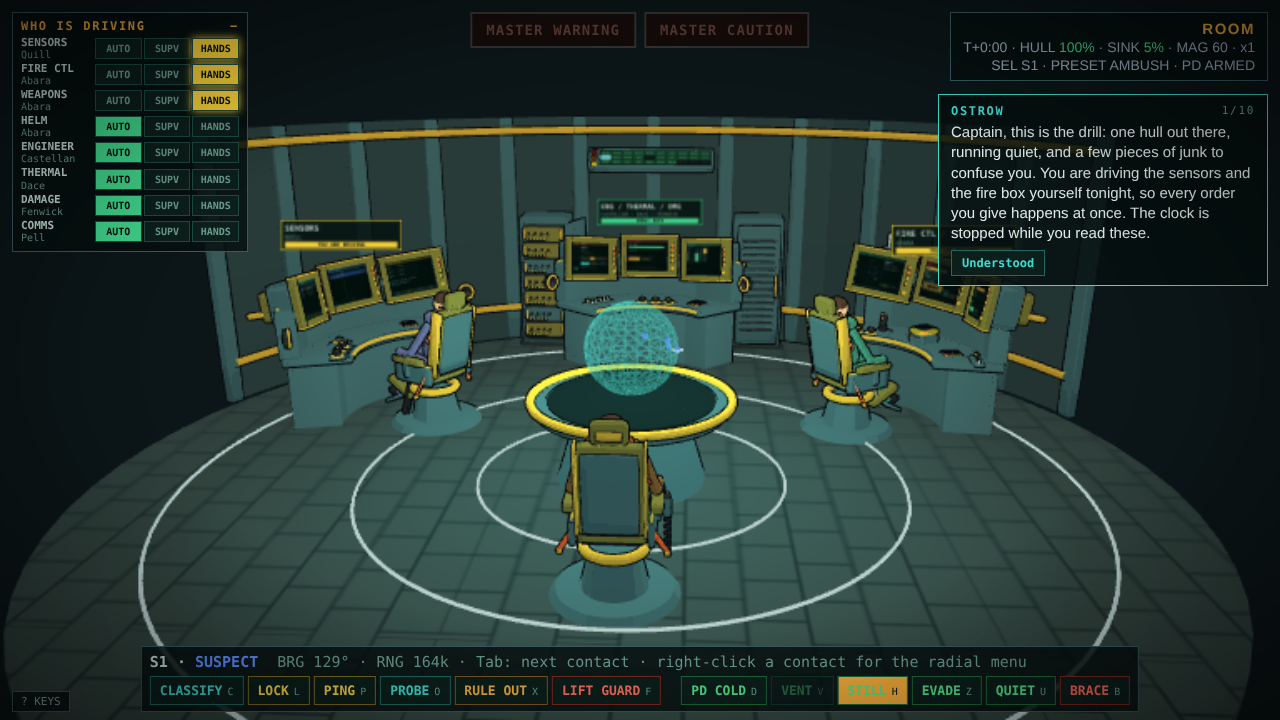 WHO IS DRIVING –
SENSORS
Quill
AUTO SUPV HANDS
FIRE CTL
Abara
AUTO SUPV HANDS
WEAPONS
Abara
AUTO SUPV HANDS
HELM
Abara
AUTO SUPV HANDS
ENGINEER
Castellan
AUTO SUPV HANDS
THERMAL
Dace
AUTO SUPV HANDS
DAMAGE
Fenwick
AUTO SUPV HANDS
COMMS
Pell
AUTO SUPV HANDS
MASTER WARNING
MASTER CAUTION
ROOM
T+0:00 · HULL 100% · SINK 5% · MAG 60 · x1
SEL S1 · PRESET AMBUSH · PD ARMED
OSTROW 1/10
Captain, this is the drill: one hull out there,
running quiet, and a few pieces of junk to
confuse you. You are driving the sensors and
the fire box yourself tonight, so every order
you give happens at once. The clock is
stopped while you read these.
Understood
SENSORS
ENG / THERMAL / DMG
FIRE CTL
S1 · SUSPECT BRG 129° · RNG 164k · Tab: next contact · right-click a contact for the radial menu
CLASSIFY C LOCK L PING P PROBE O RULE OUT X LIFT GUARD F PD COLD D VENT V STILL H EVADE Z QUIET U BRACE B
? KEYS